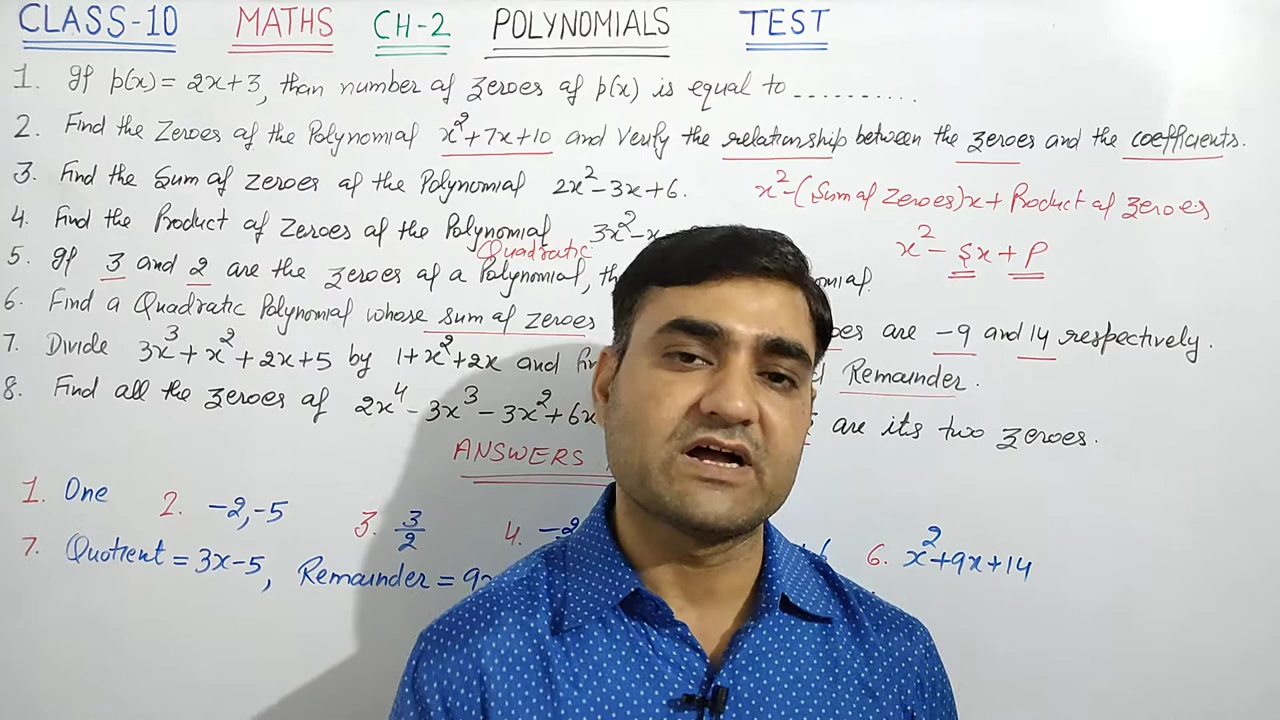 CLASS-10 MATHS CH-2 POLYNOMIALS TEST
1. If p(x) = 2x+3, than number of zeroes of p(x) is equal to ..........
2. Find the Zeroes of the Polynomial x²+7x+10 and Verify the relationship between the zeroes and the coefficients.
3. Find the Sum of Zeroes of the Polynomial 2x²-3x+6.
x²-(Sum of Zeroes)x+Product of zeroes
4. Find the Product of Zeroes of the Polynomial 3x²-x
x²-Sx+P
Quadratic
5. If 3 and 2 are the zeroes of a Polynomial,
6. Find a Quadratic Polynomial whose sum of zeroes are -9 and 14 respectively.
7. Divide 3x³+x²+2x+5 by 1+x²+2x and Remainder.
8. Find all the zeroes of 2x⁴-3x³-3x²+6x are its two zeroes.
ANSWERS
1. One 2. -2,-5 3. 3/2 4. 6. x²+9x+14
7. Quotient = 3x-5, Remainder =